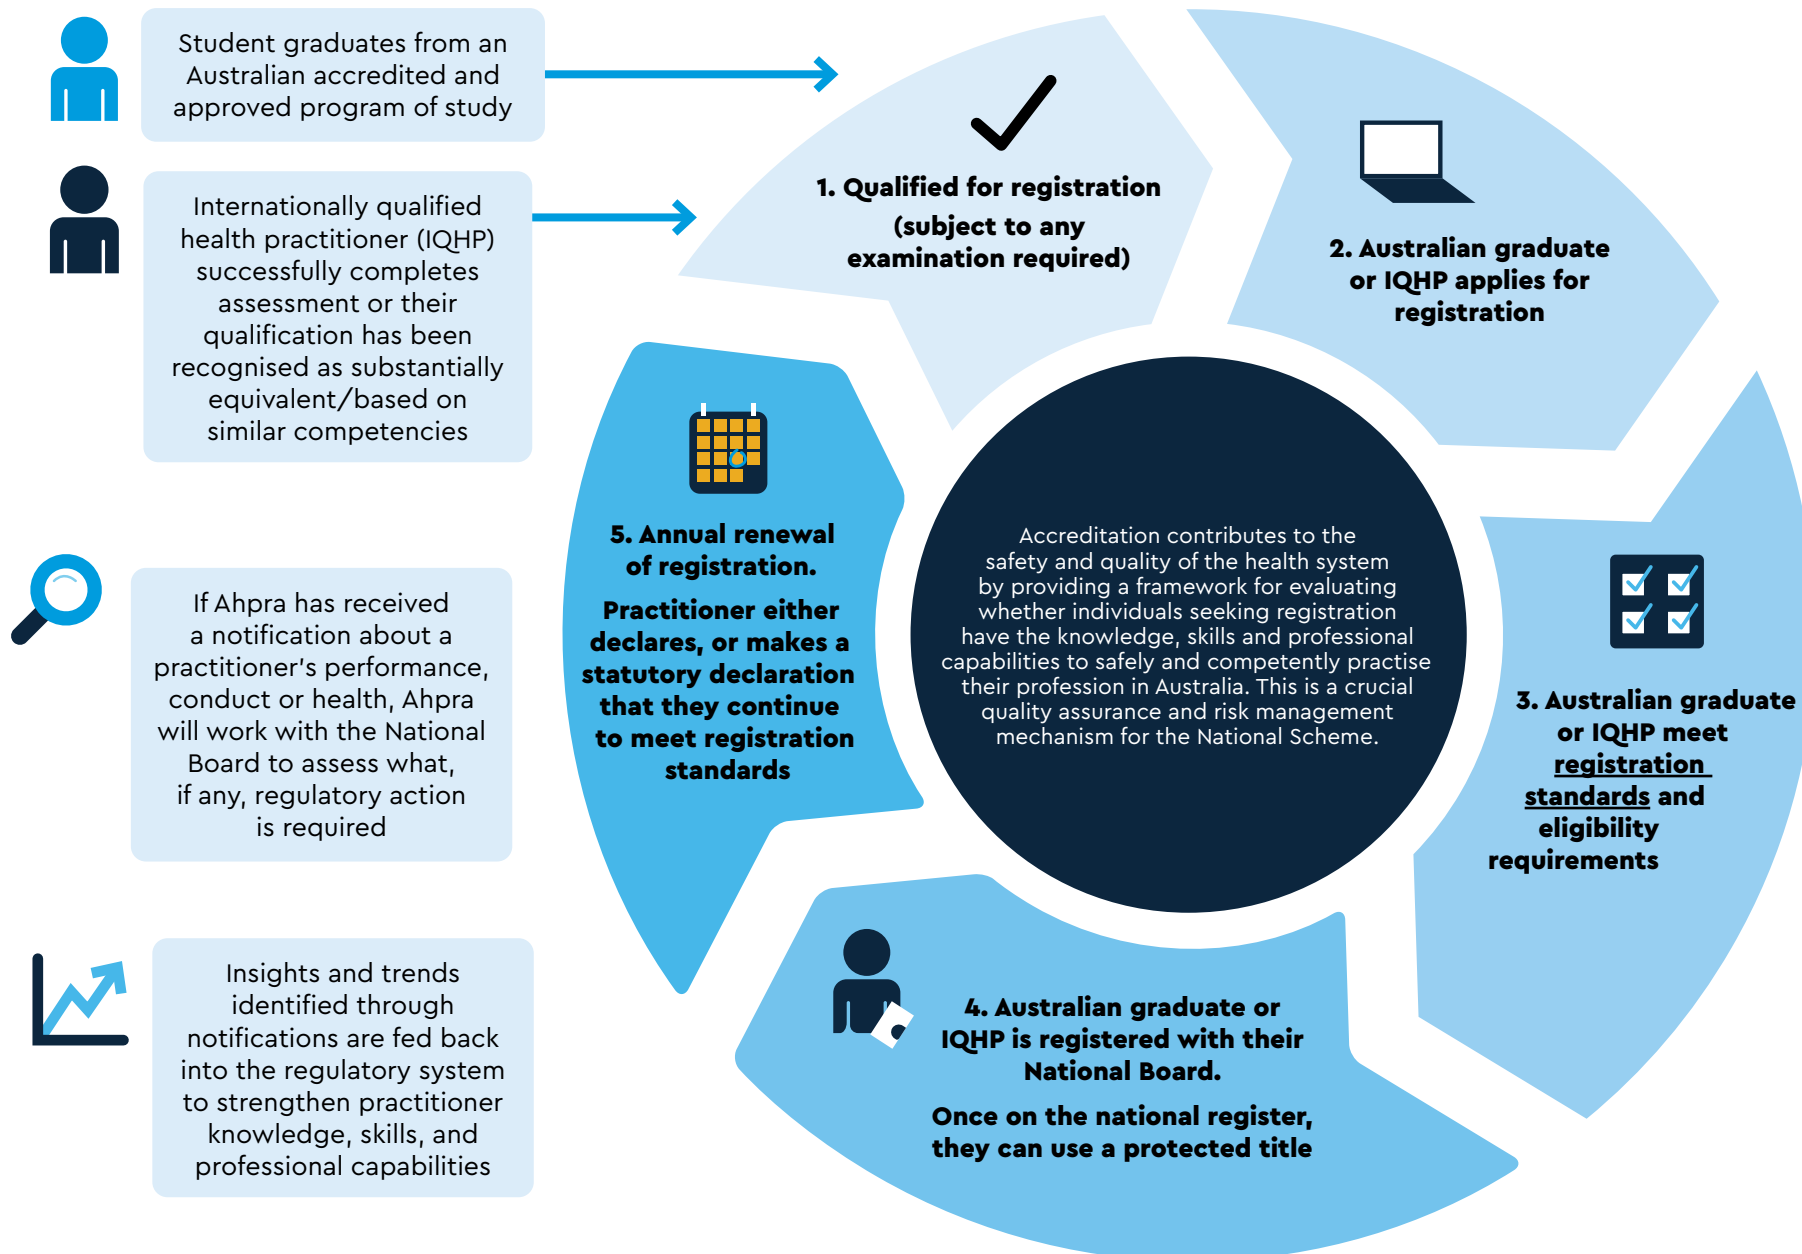 Student graduates from an
Australian accredited and
approved program of study
Internationally qualified
health practitioner (IQHP)
successfully completes
assessment or their
qualification has been
recognised as substantially
equivalent/based on
similar competencies
If Ahpra has received
a notification about a
practitioner's performance,
conduct or health, Ahpra
will work with the National
Board to assess what,
if any, regulatory action
is required
Insights and trends
identified through
notifications are fed back
into the regulatory system
to strengthen practitioner
knowledge, skills, and
professional capabilities
1. Qualified for registration
(subject to any
examination required)
2. Australian graduate
or IQHP applies for
registration
3. Australian graduate
or IQHP meet
registration
standards and
eligibility
requirements
4. Australian graduate or
IQHP is registered with their
National Board.
Once on the national register,
they can use a protected title
5. Annual renewal
of registration.
Practitioner either
declares, or makes a
statutory declaration
that they continue
to meet registration
standards
Accreditation contributes to the
safety and quality of the health system
by providing a framework for evaluating
whether individuals seeking registration
have the knowledge, skills and professional
capabilities to safely and competently practise
their profession in Australia. This is a crucial
quality assurance and risk management
mechanism for the National Scheme.